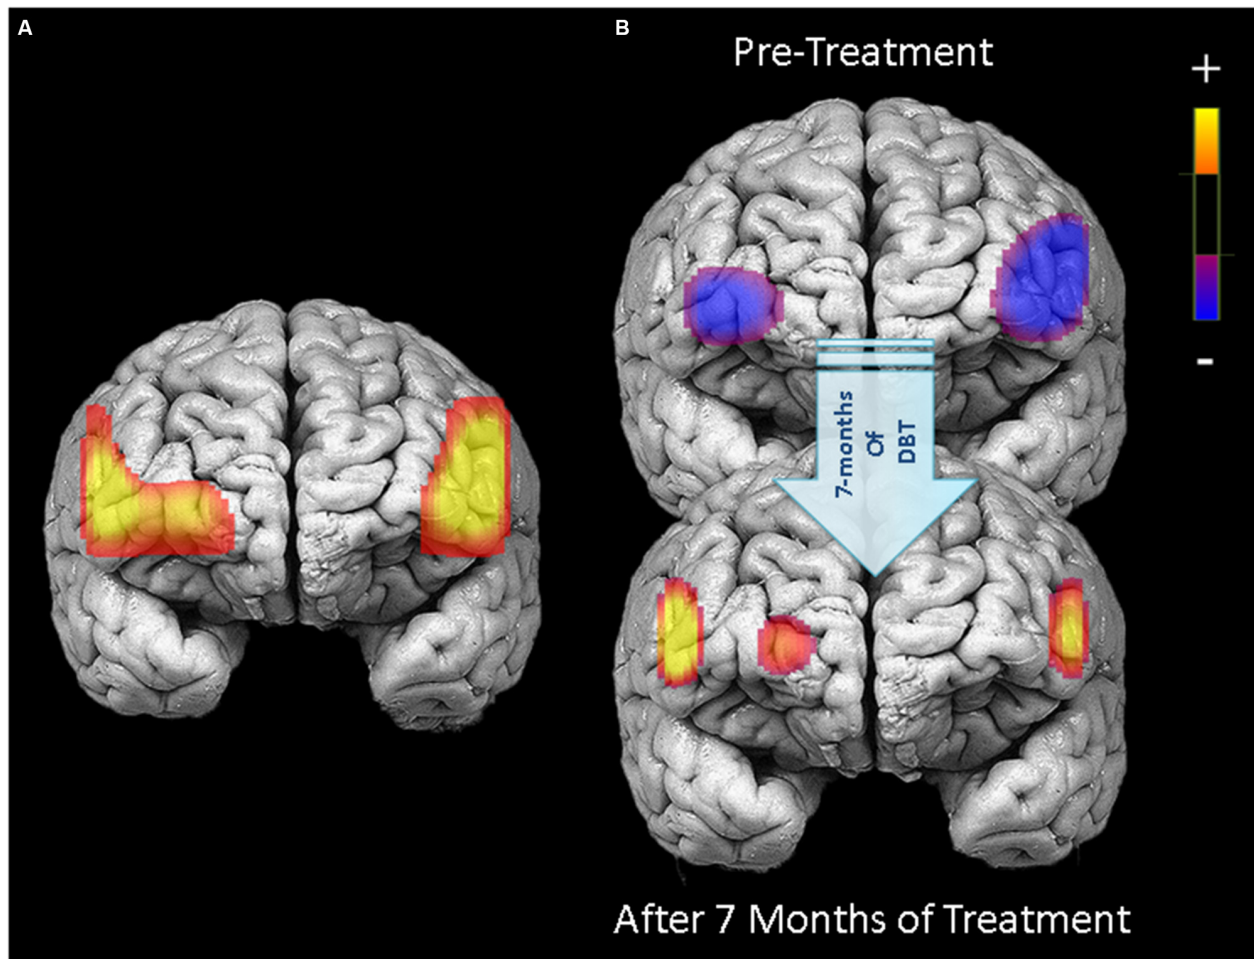 A
B
Pre-Treatment
+
7-months
Of
DBT
-
After 7 Months of Treatment